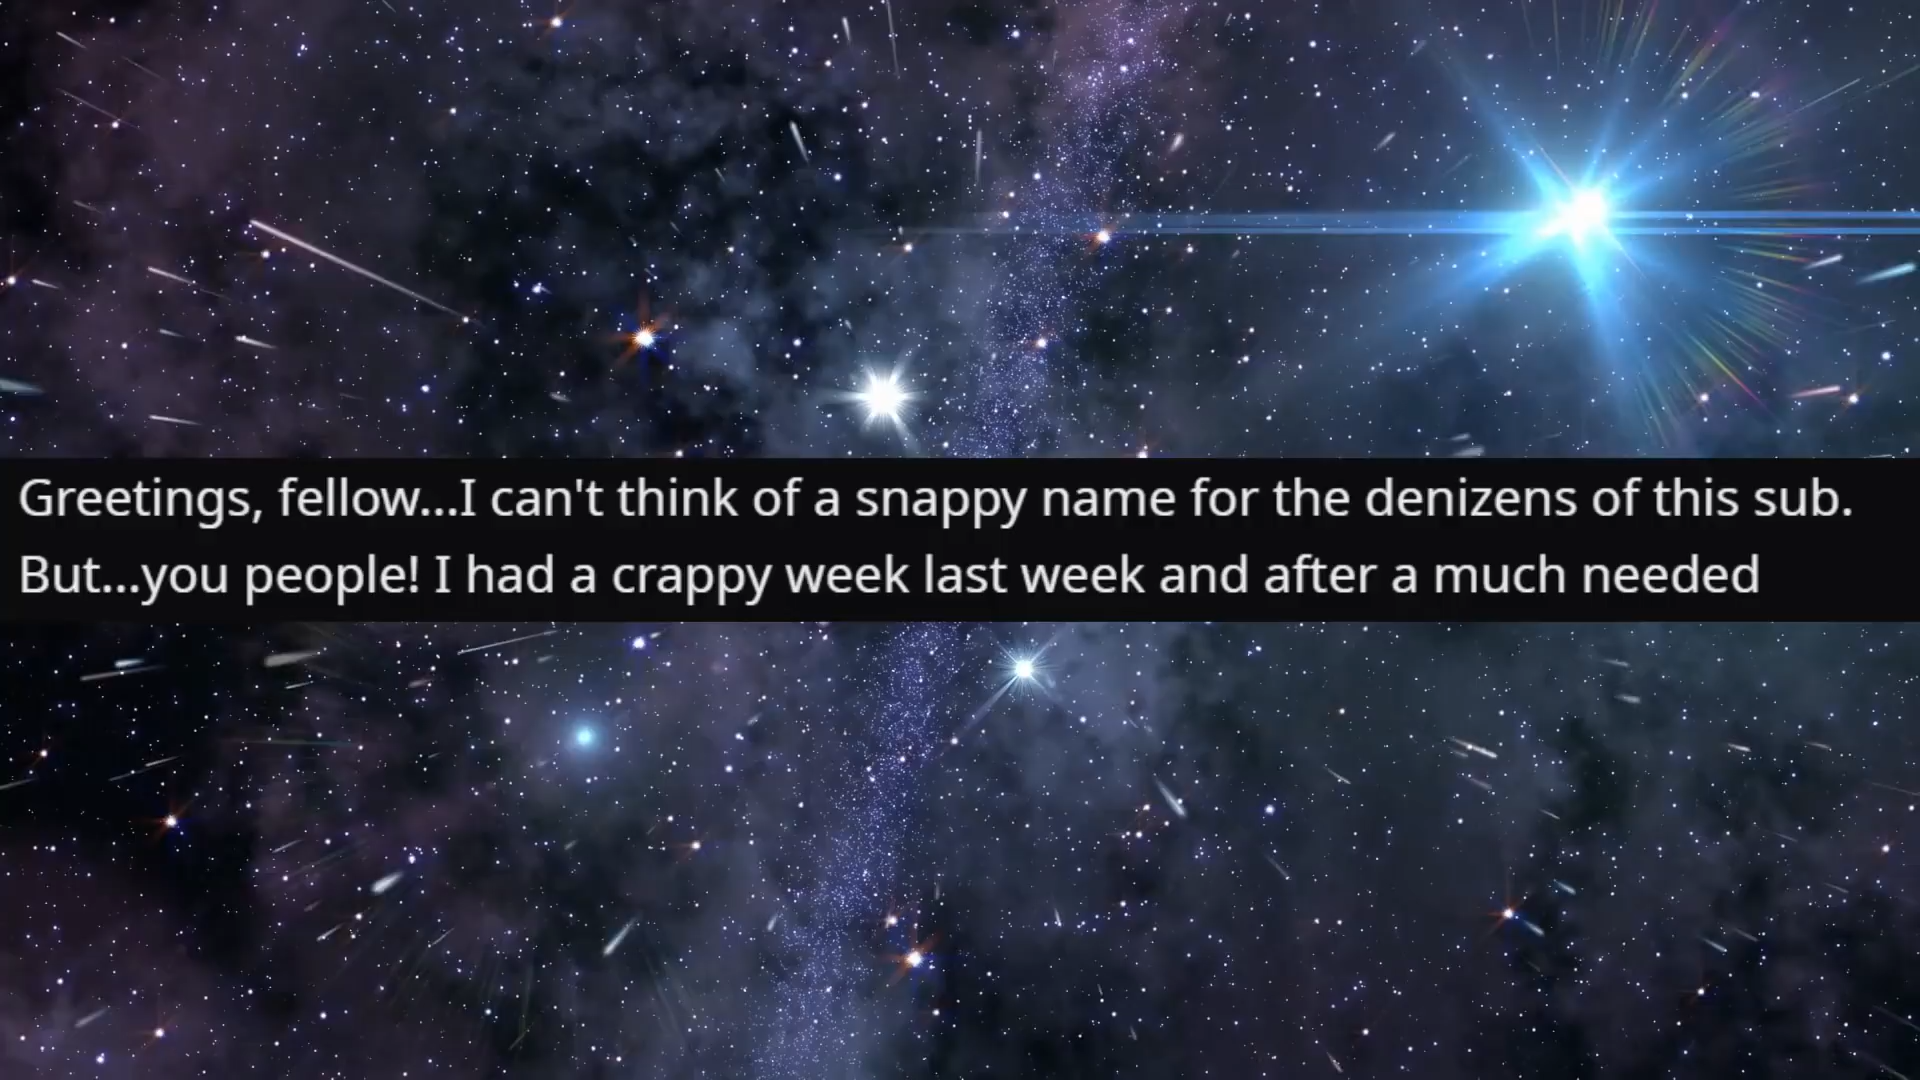 Greetings, fellow...I can't think of a snappy name for the denizens of this sub.
But...you people! I had a crappy week last week and after a much needed